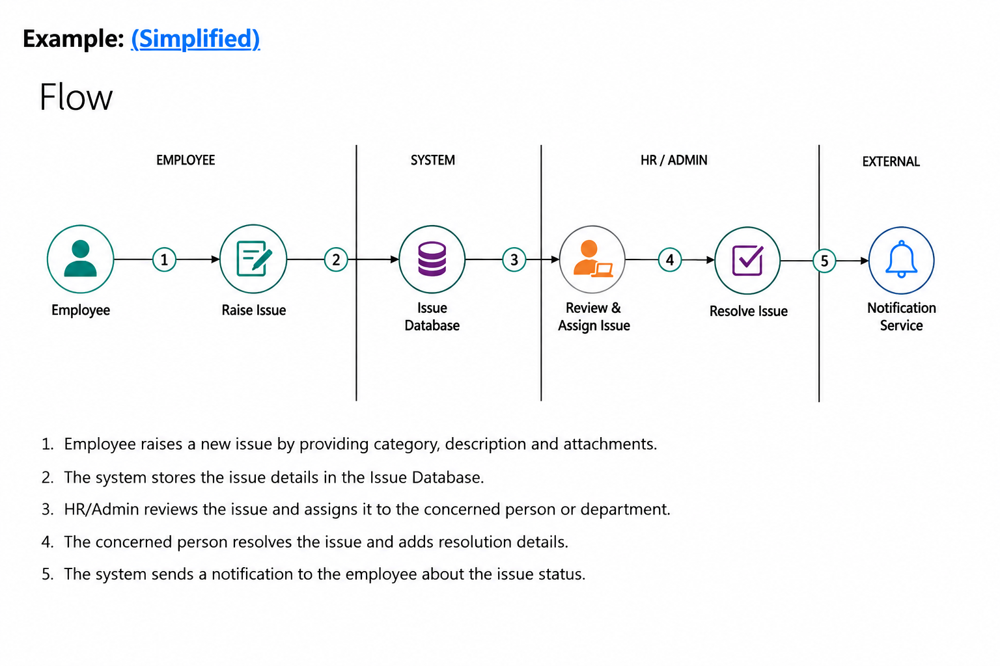 Example: (Simplified)
Flow
EMPLOYEE
SYSTEM
HR / ADMIN
EXTERNAL
1
2
3
4
5
Employee
Raise Issue
Issue
Database
Review &
Assign Issue
Resolve Issue
Notification
Service
1. Employee raises a new issue by providing category, description and attachments.
2. The system stores the issue details in the Issue Database.
3. HR/Admin reviews the issue and assigns it to the concerned person or department.
4. The concerned person resolves the issue and adds resolution details.
5. The system sends a notification to the employee about the issue status.